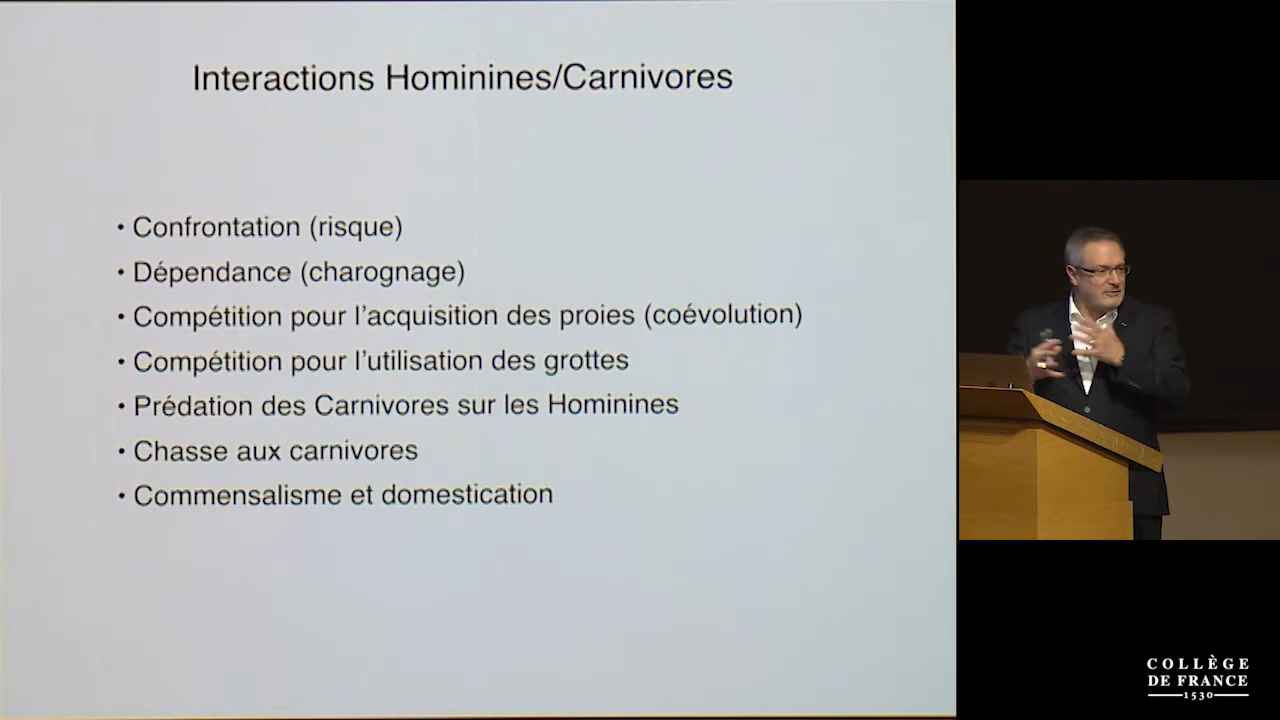 Interactions Hominines/Carnivores
• Confrontation (risque)
• Dépendance (charognage)
• Compétition pour l'acquisition des proies (coévolution)
• Compétition pour l'utilisation des grottes
• Prédation des Carnivores sur les Hominines
• Chasse aux carnivores
• Commensalisme et domestication
COLLÈGE
DE FRANCE
1530